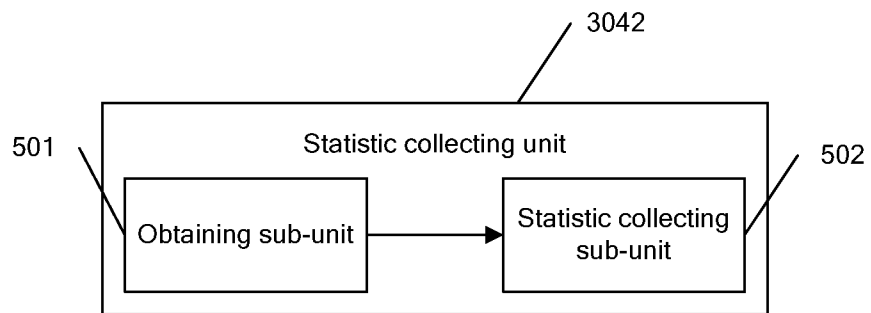 3042
Statistic collecting unit
501
502
Obtaining sub-unit
Statistic collecting
sub-unit